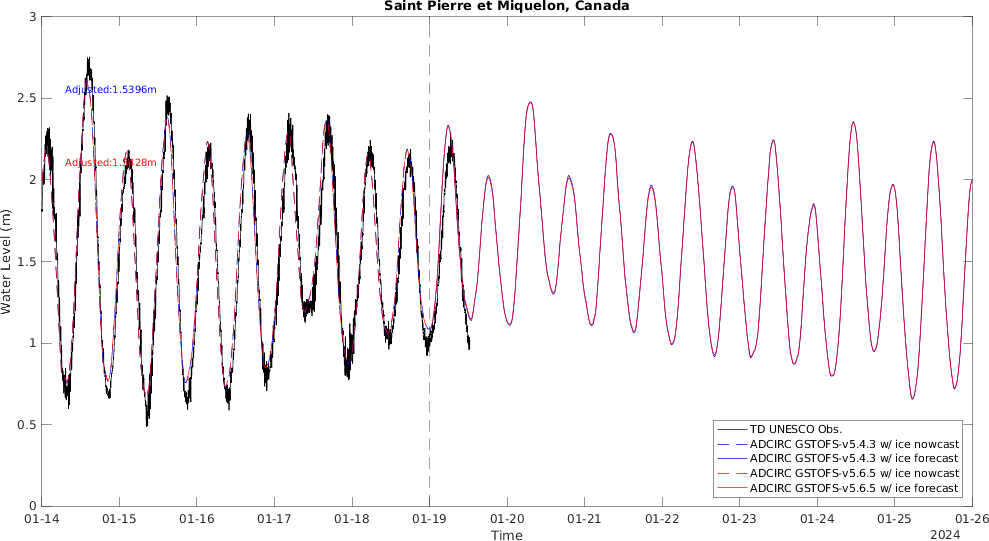 Saint Pierre et Miquelon, Canada
3
2.5
2
1.5
1
0.5
0
Water Level (m)
Adjusted:1.5396m
TD UNESCO Obs.
ADCIRC GSTOFS-v5.4.3 w/ ice nowcast
ADCIRC GSTOFS-v5.4.3 w/ ice forecast
ADCIRC GSTOFS-v5.6.5 w/ ice nowcast
ADCIRC GSTOFS-v5.6.5 w/ ice forecast
01-14 01-15 01-16 01-17 01-18 01-19 01-20 01-21 01-22 01-23 01-24 01-25 01-26
Time
2024